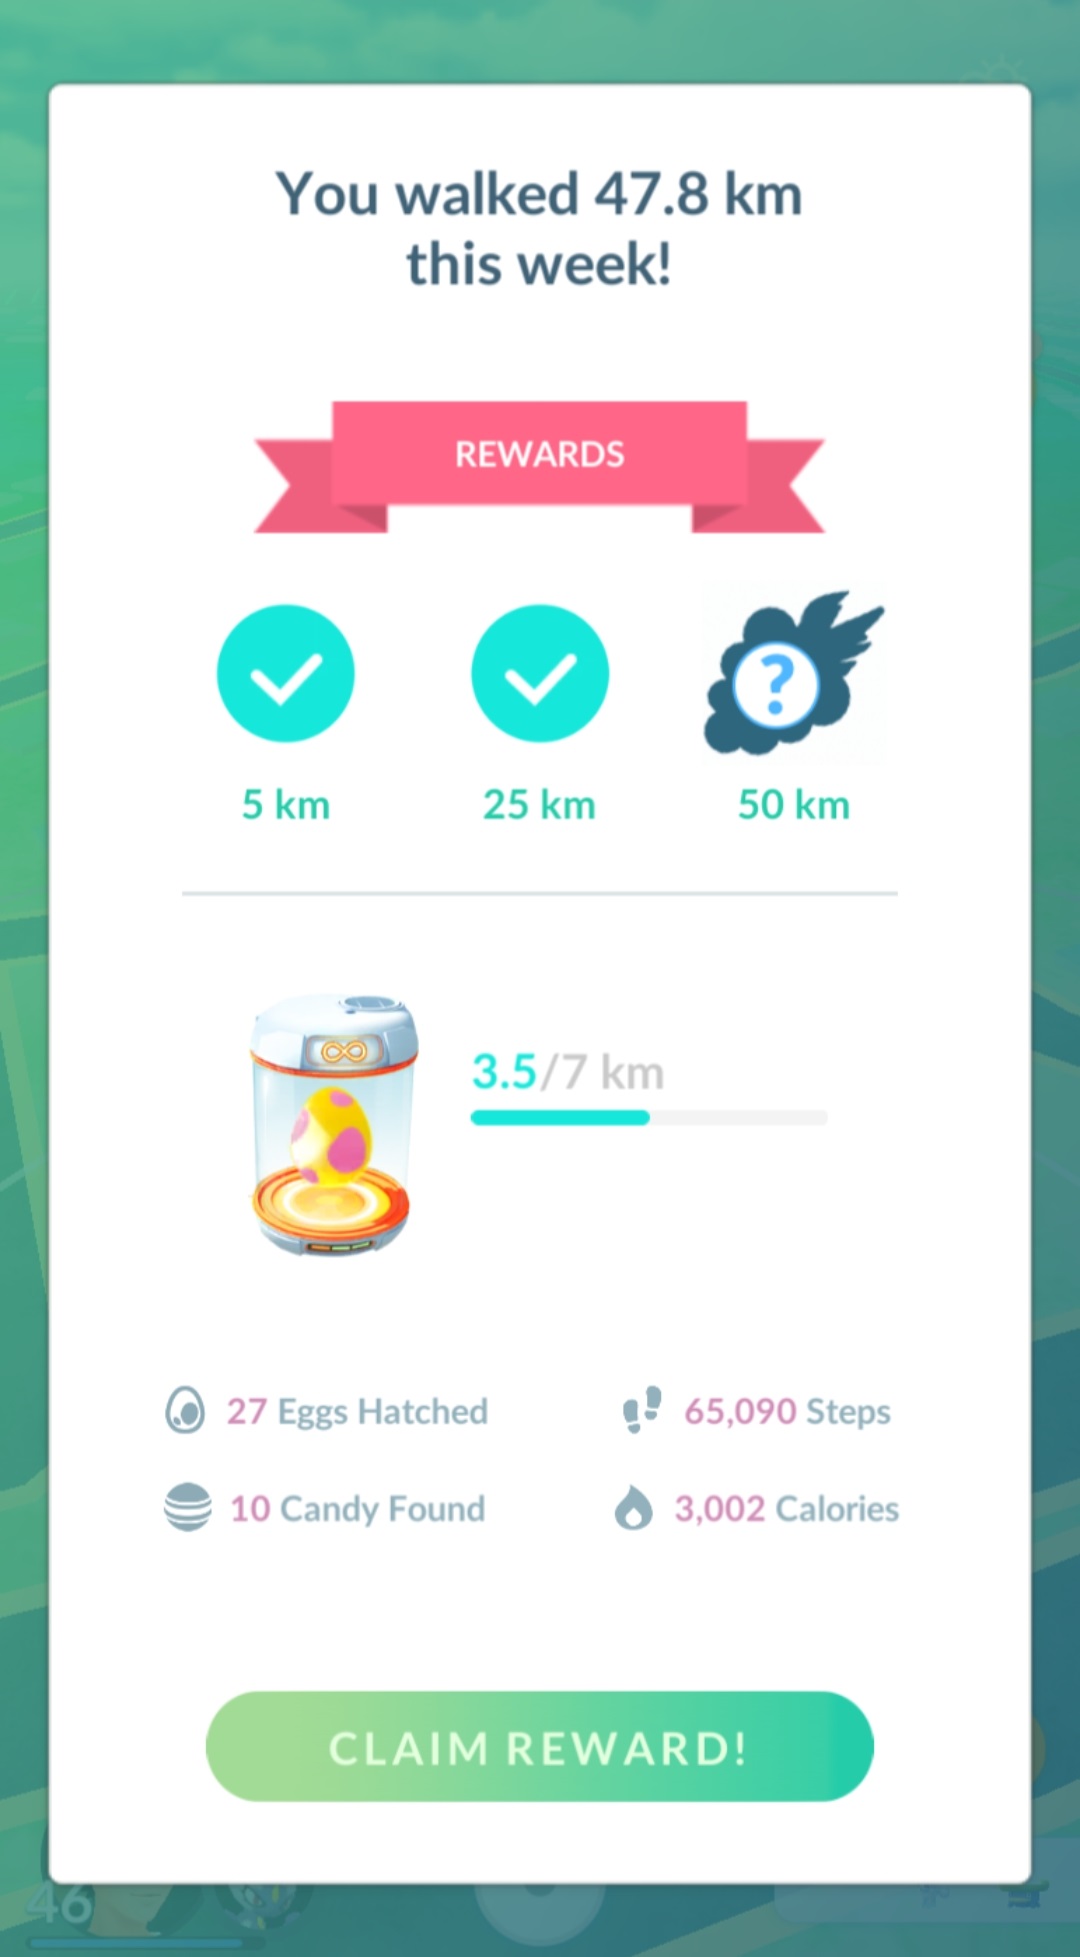 You walked 47.8 km
this week!
REWARDS
?
5 km
25 km
50 km
3.5/7 km
27 Eggs Hatched
65,090 Steps
10 Candy Found
3,002 Calories
CLAIM REWARD!
46